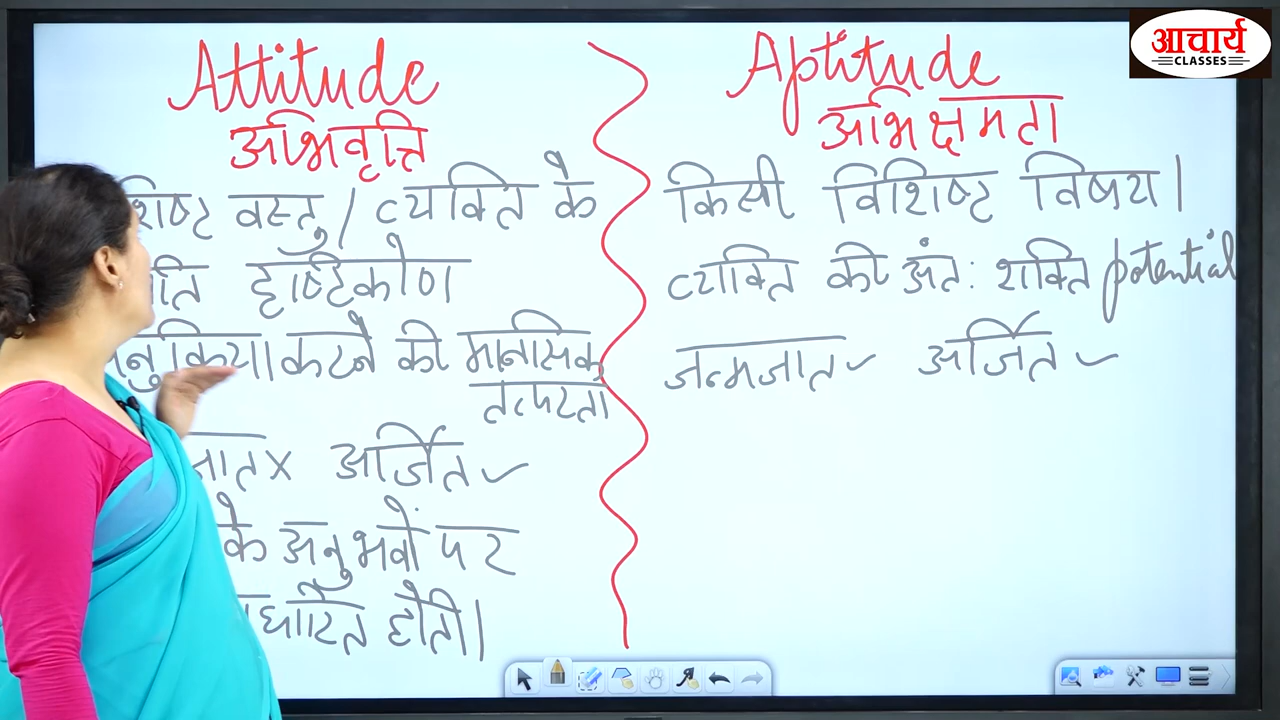 आचार्य
CLASSES
Attitude
अभिवृत्ति
वस्तु / व्यक्ति के
दृष्टिकोण
करने की मानसिक
तत्परता
X अर्जित ✓
के अनुभवों पर
होती।
Aptitude
अभिक्षमता
किसी विशिष्ट विषय।
व्यक्ति की अंतः शक्ति potential
जन्मजात ✓ अर्जित ✓